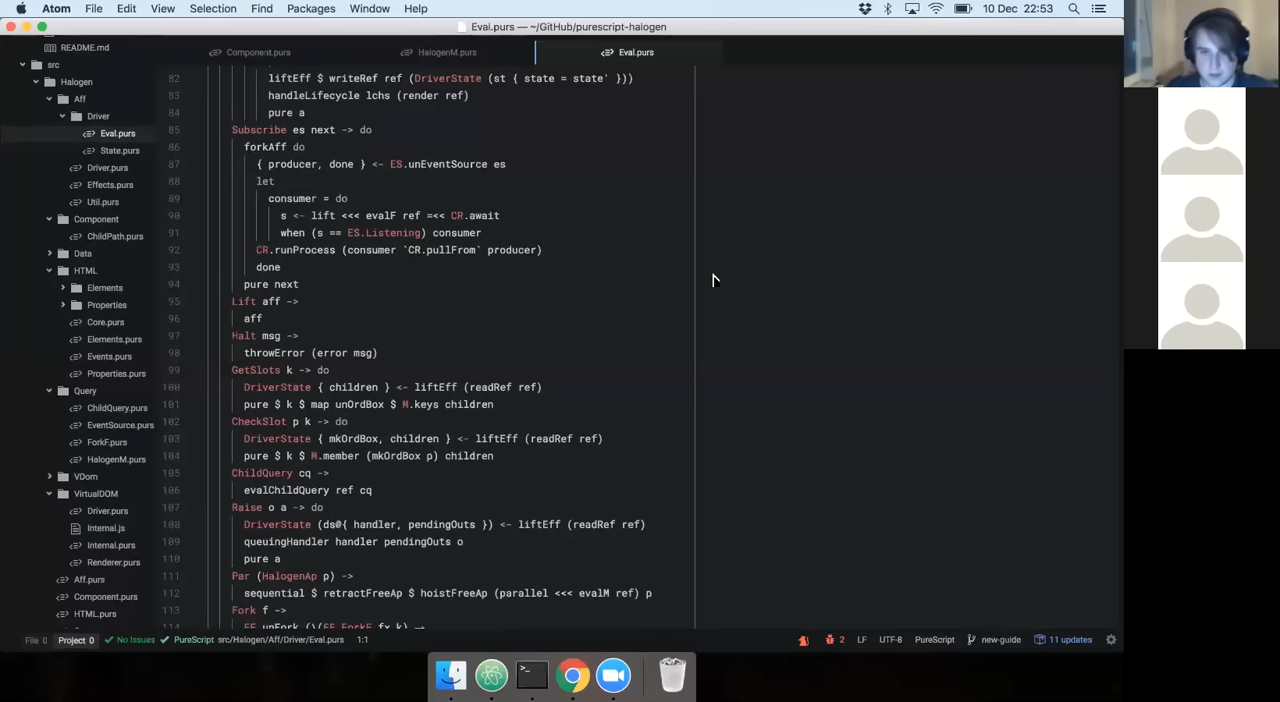 Atom File Edit View Selection Find Packages Window Help
10 Dec 22:53
Eval.purs — ~/GitHub/purescript-halogen
Component.purs
HalogenM.purs
Eval.purs
README.md
src
Halogen
Aff
Driver
Eval.purs
State.purs
Driver.purs
Effects.purs
Util.purs
Component
ChildPath.purs
Data
HTML
Elements
Properties
Core.purs
Elements.purs
Events.purs
Properties.purs
Query
ChildQuery.purs
EventSource.purs
ForkF.purs
HalogenM.purs
VDom
VirtualDOM
Driver.purs
Internal.js
Internal.purs
Renderer.purs
Aff.purs
Component.purs
HTML.purs
82 liftEff $ writeRef ref (DriverState (st { state = state' }))
83 handleLifecycle lchs (render ref)
84 pure a
85 Subscribe es next -> do
86 forkAff do
87 { producer, done } <- ES.unEventSource es
88 let
89 consumer = do
90 s <- lift <<< evalF ref =<< CR.await
91 when (s == ES.Listening) consumer
92 CR.runProcess (consumer `CR.pullFrom` producer)
93 done
94 pure next
95 Lift aff ->
96 aff
97 Halt msg ->
98 throwError (error msg)
99 GetSlots k -> do
100 DriverState { children } <- liftEff (readRef ref)
101 pure $ k $ map unOrdBox $ M.keys children
102 CheckSlot p k -> do
103 DriverState { mkOrdBox, children } <- liftEff (readRef ref)
104 pure $ k $ M.member (mkOrdBox p) children
105 ChildQuery cq ->
106 evalChildQuery ref cq
107 Raise o a -> do
108 DriverState (ds@{ handler, pendingOuts }) <- liftEff (readRef ref)
109 queuingHandler handler pendingOuts o
110 pure a
111 Par (HalogenAp p) ->
112 sequential $ retractFreeAp $ hoistFreeAp (parallel <<< evalM ref) p
113 Fork f ->
File 0 Project 0 No Issues PureScript src/Halogen/Aff/Driver/Eval.purs 1:1
2 LF UTF-8 PureScript new-guide 11 updates